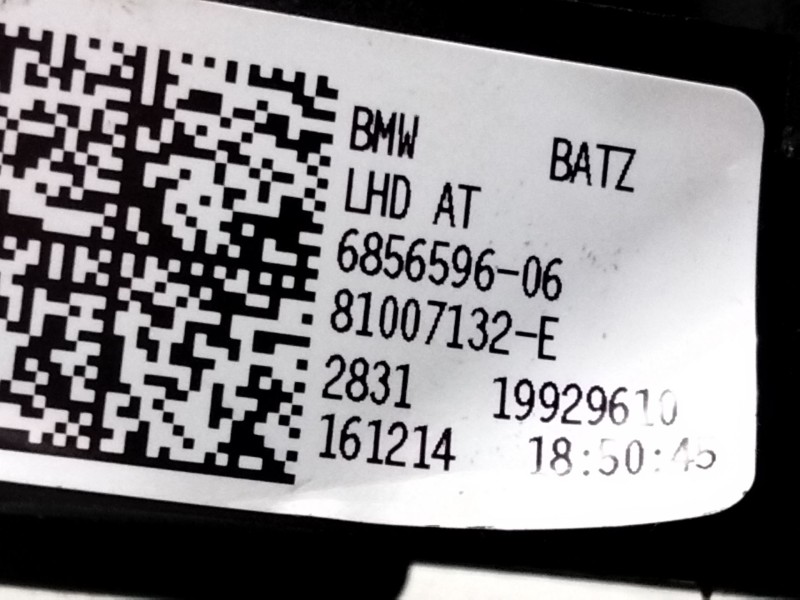 BMW BATZ
LHD AT
6856596-06
81007132-E
2831 19929610
161214 18:50:45